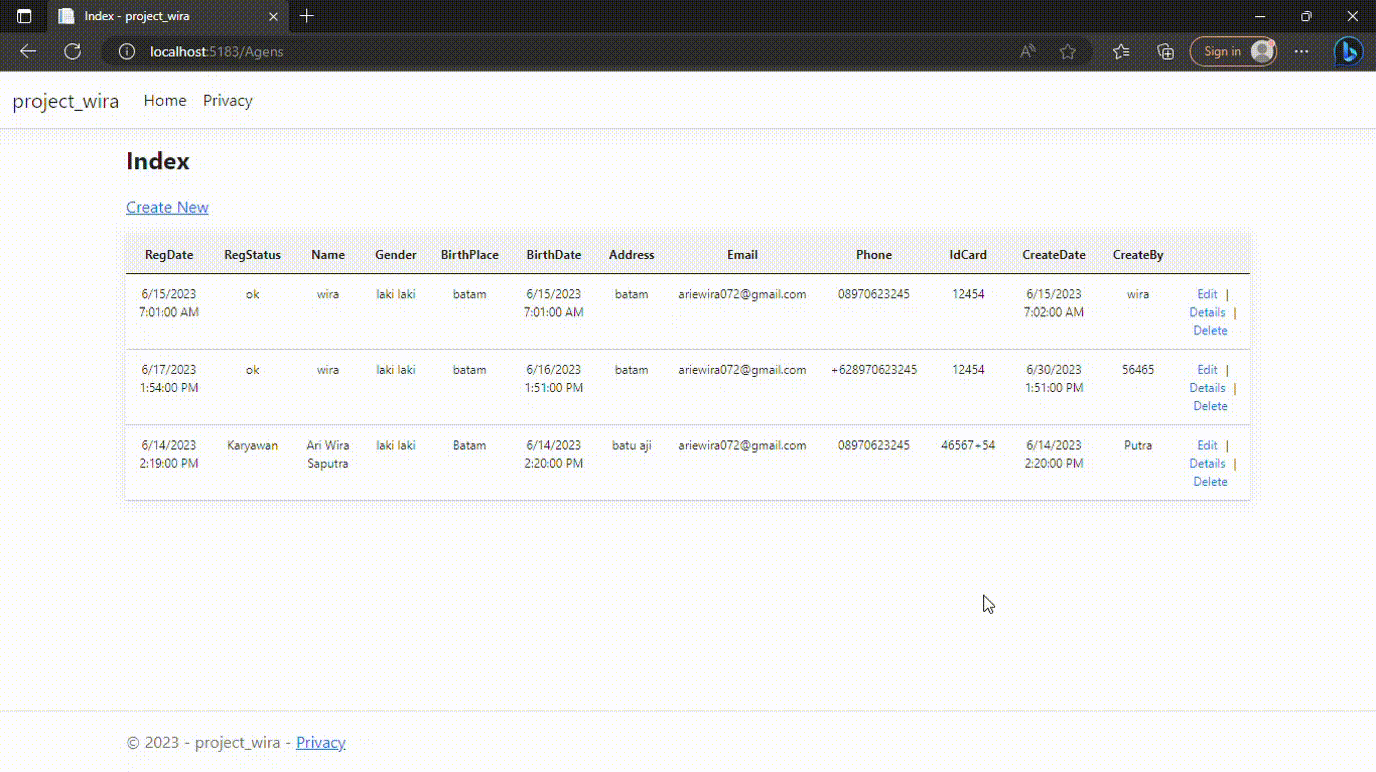 Index - project_wira
localhost:5183/Agens
Sign in
project_wira Home Privacy
Index
Create New
RegDate RegStatus Name Gender BirthPlace BirthDate Address Email Phone IdCard CreateDate CreateBy
6/15/2023 ok wira laki laki batam 6/15/2023 batam ariewira072@gmail.com 08970623245 12454 6/15/2023 wira Edit |
7:01:00 AM 7:01:00 AM 7:02:00 AM Details |
Delete
6/17/2023 ok wira laki laki batam 6/16/2023 batam ariewira072@gmail.com +628970623245 12454 6/30/2023 56465 Edit |
1:54:00 PM 1:51:00 PM 1:51:00 PM Details |
Delete
6/14/2023 Karyawan Ari Wira laki laki Batam 6/14/2023 batu aji ariewira072@gmail.com 08970623245 46567+54 6/14/2023 Putra Edit |
2:19:00 PM Saputra 2:20:00 PM 2:20:00 PM Details |
Delete
© 2023 - project_wira - Privacy